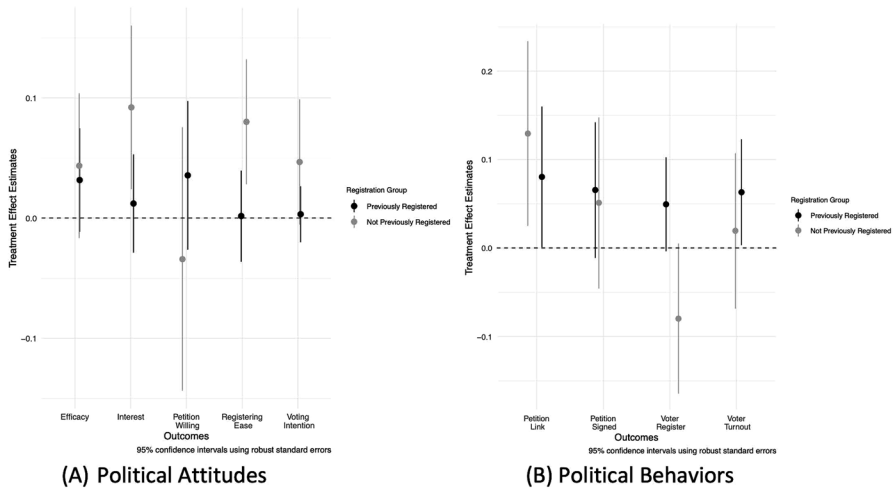 0.1
0.0
−0.1
Treatment Effect Estimates
Efficacy
Interest
Petition
Willing
Registering
Ease
Voting
Intention
Outcomes
95% confidence intervals using robust standard errors
Registration Group
Previously Registered
Not Previously Registered
(A) Political Attitudes
0.2
0.1
0.0
−0.1
Treatment Effect Estimates
Petition
Link
Petition
Signed
Voter
Register
Voter
Turnout
Outcomes
95% confidence intervals using robust standard errors
Registration Group
Previously Registered
Not Previously Registered
(B) Political Behaviors